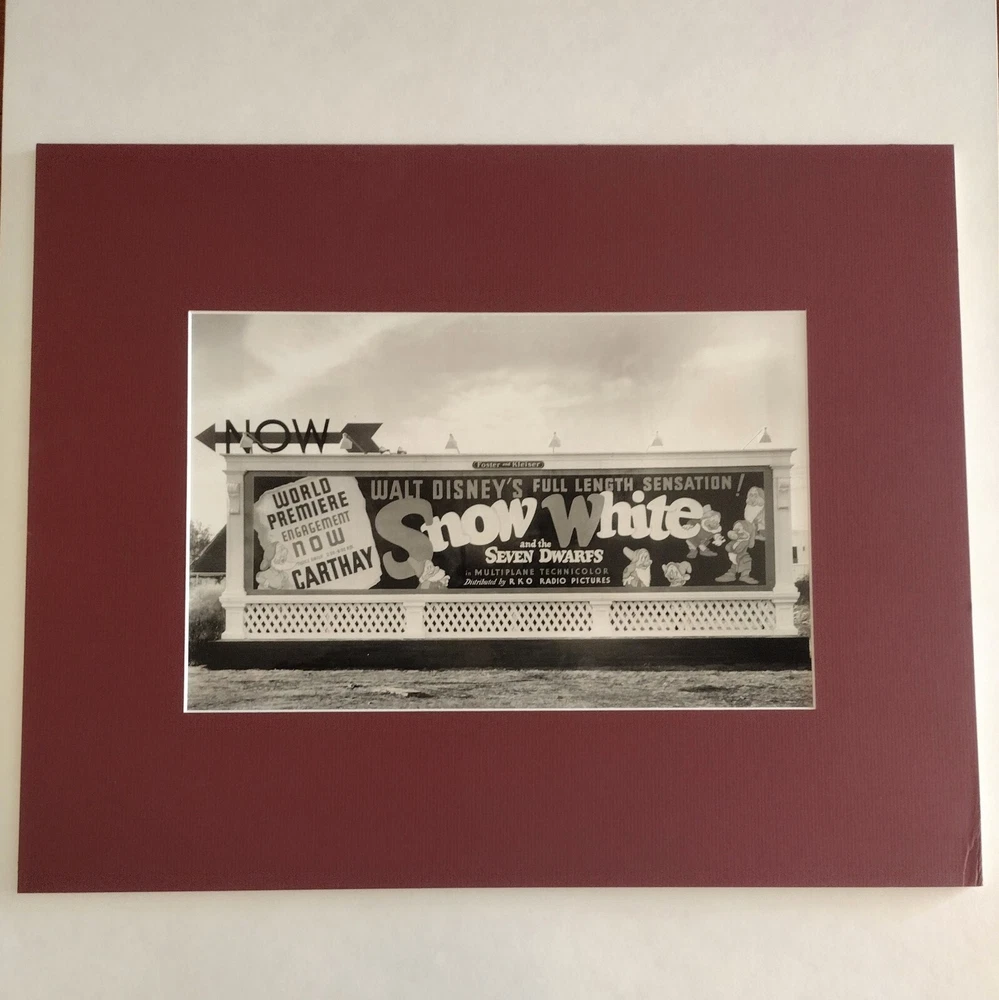 NOW
Foster and Kleiser
WORLD
PREMIERE
ENGAGEMENT
NOW
CARTHAY
WALT DISNEY'S FULL LENGTH SENSATION!
Snow White
and the
SEVEN DWARFS
in MULTIPLANE TECHNICOLOR
Distributed by RKO RADIO PICTURES